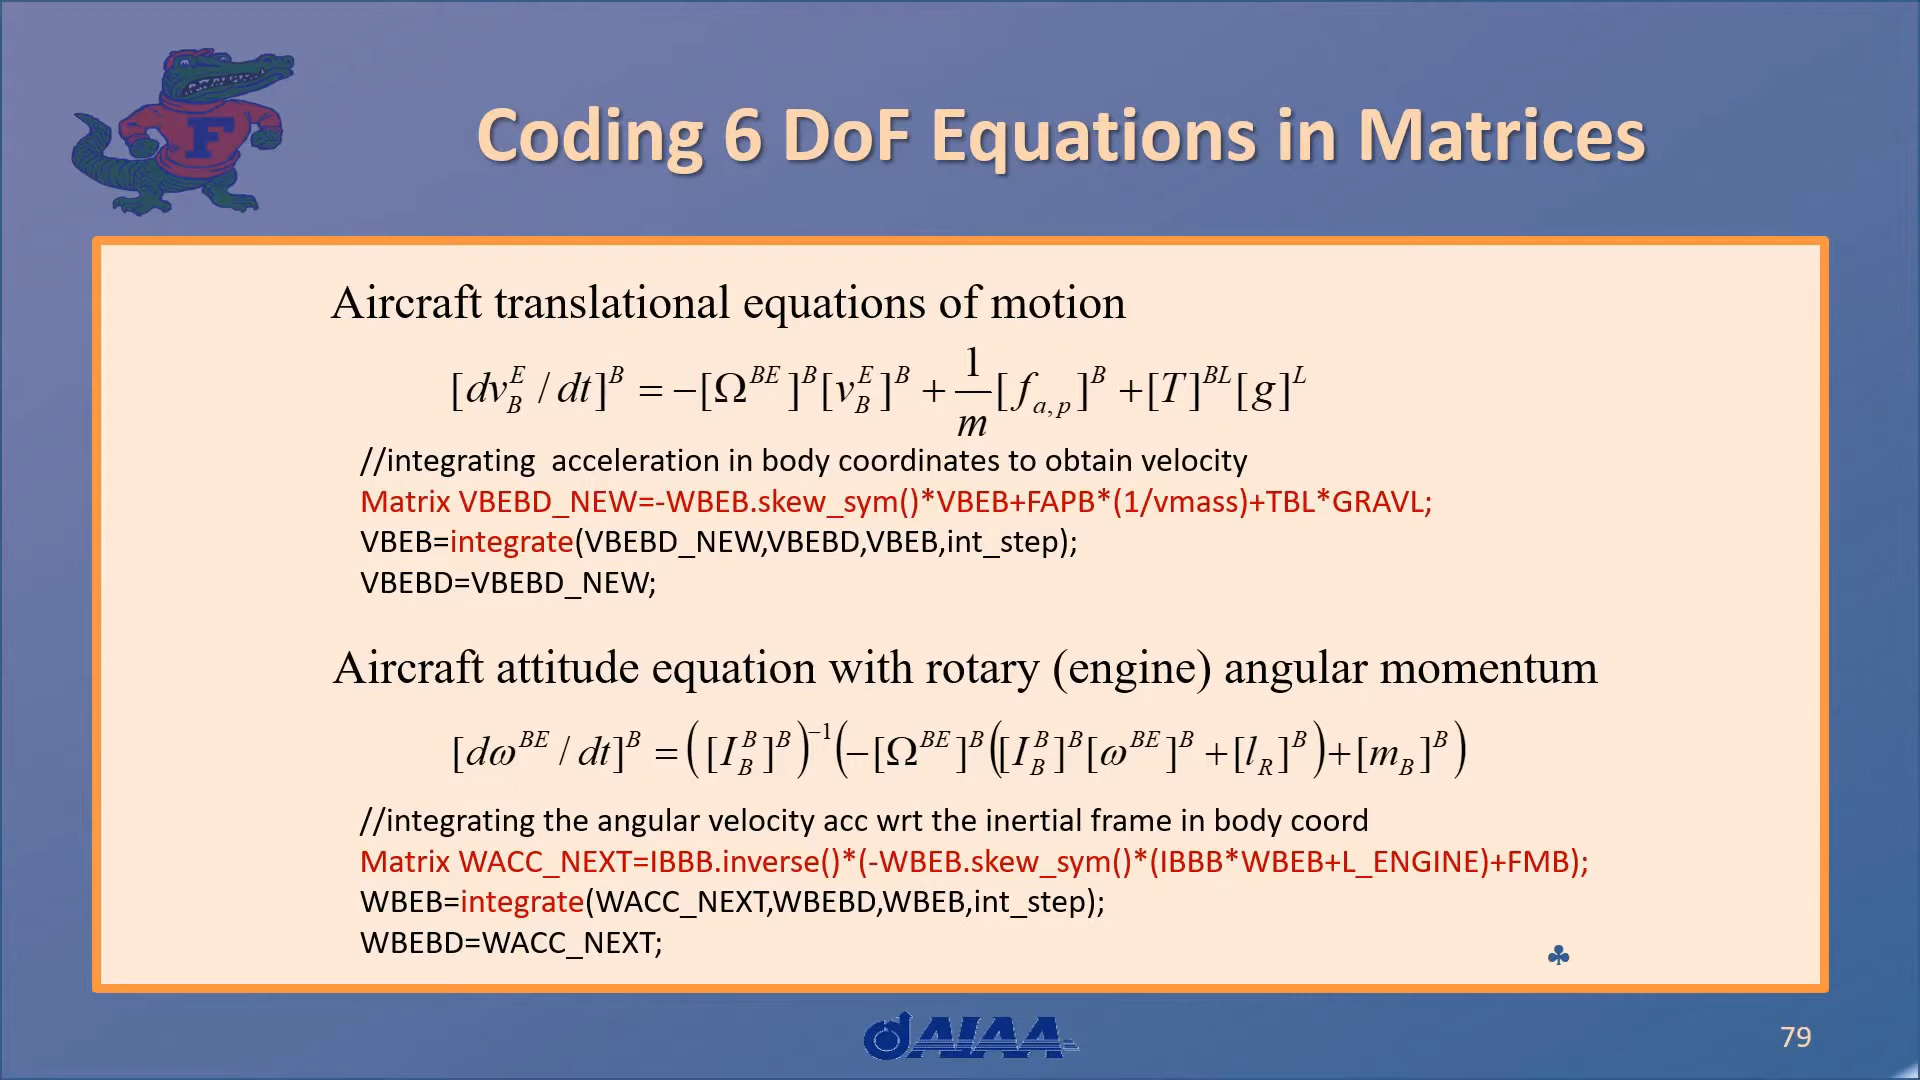 F
Coding 6 DoF Equations in Matrices
Aircraft translational equations of motion
[dv_B^E / dt]^B = −[Ω^{BE}]^B [v_B^E]^B + \frac{1}{m} [f_{a,p}]^B + [T]^{BL} [g]^L
//integrating  acceleration in body coordinates to obtain velocity
Matrix VBEBD_NEW=-WBEB.skew_sym()*VBEB+FAPB*(1/vmass)+TBL*GRAVL;
VBEB=integrate(VBEBD_NEW,VBEBD,VBEB,int_step);
VBEBD=VBEBD_NEW;
Aircraft attitude equation with rotary (engine) angular momentum
[dω^{BE} / dt]^B = ([I_B^B]^B)^{−1} (−[Ω^{BE}]^B ([I_B^B]^B [ω^{BE}]^B + [l_R]^B) + [m_B]^B)
//integrating the angular velocity acc wrt the inertial frame in body coord
Matrix WACC_NEXT=IBBB.inverse()*(-WBEB.skew_sym()*(IBBB*WBEB+L_ENGINE)+FMB);
WBEB=integrate(WACC_NEXT,WBEBD,WBEB,int_step);
WBEBD=WACC_NEXT;
♣
AIAA
79